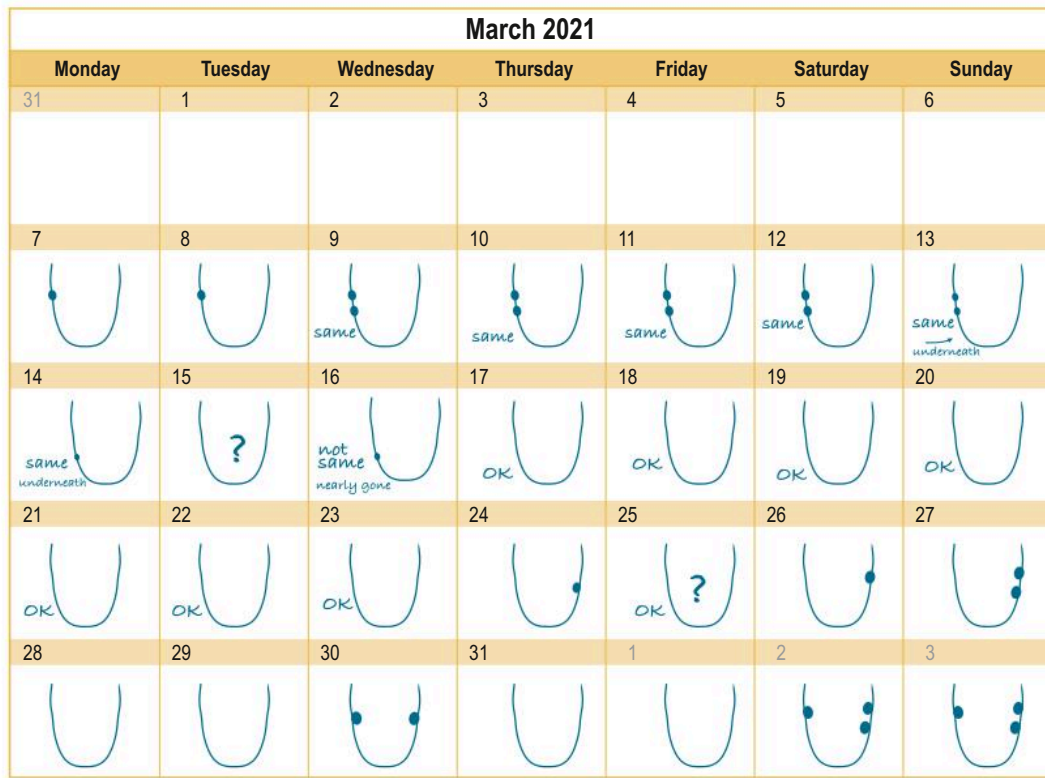 March 2021
Monday Tuesday Wednesday Thursday Friday Saturday Sunday
31 1 2 3 4 5 6
7 8 9 10 11 12 13
same same same same same
underneath
14 15 16 17 18 19 20
same ? not same OK OK OK OK
underneath nearly gone
21 22 23 24 25 26 27
OK OK OK OK ?
28 29 30 31 1 2 3